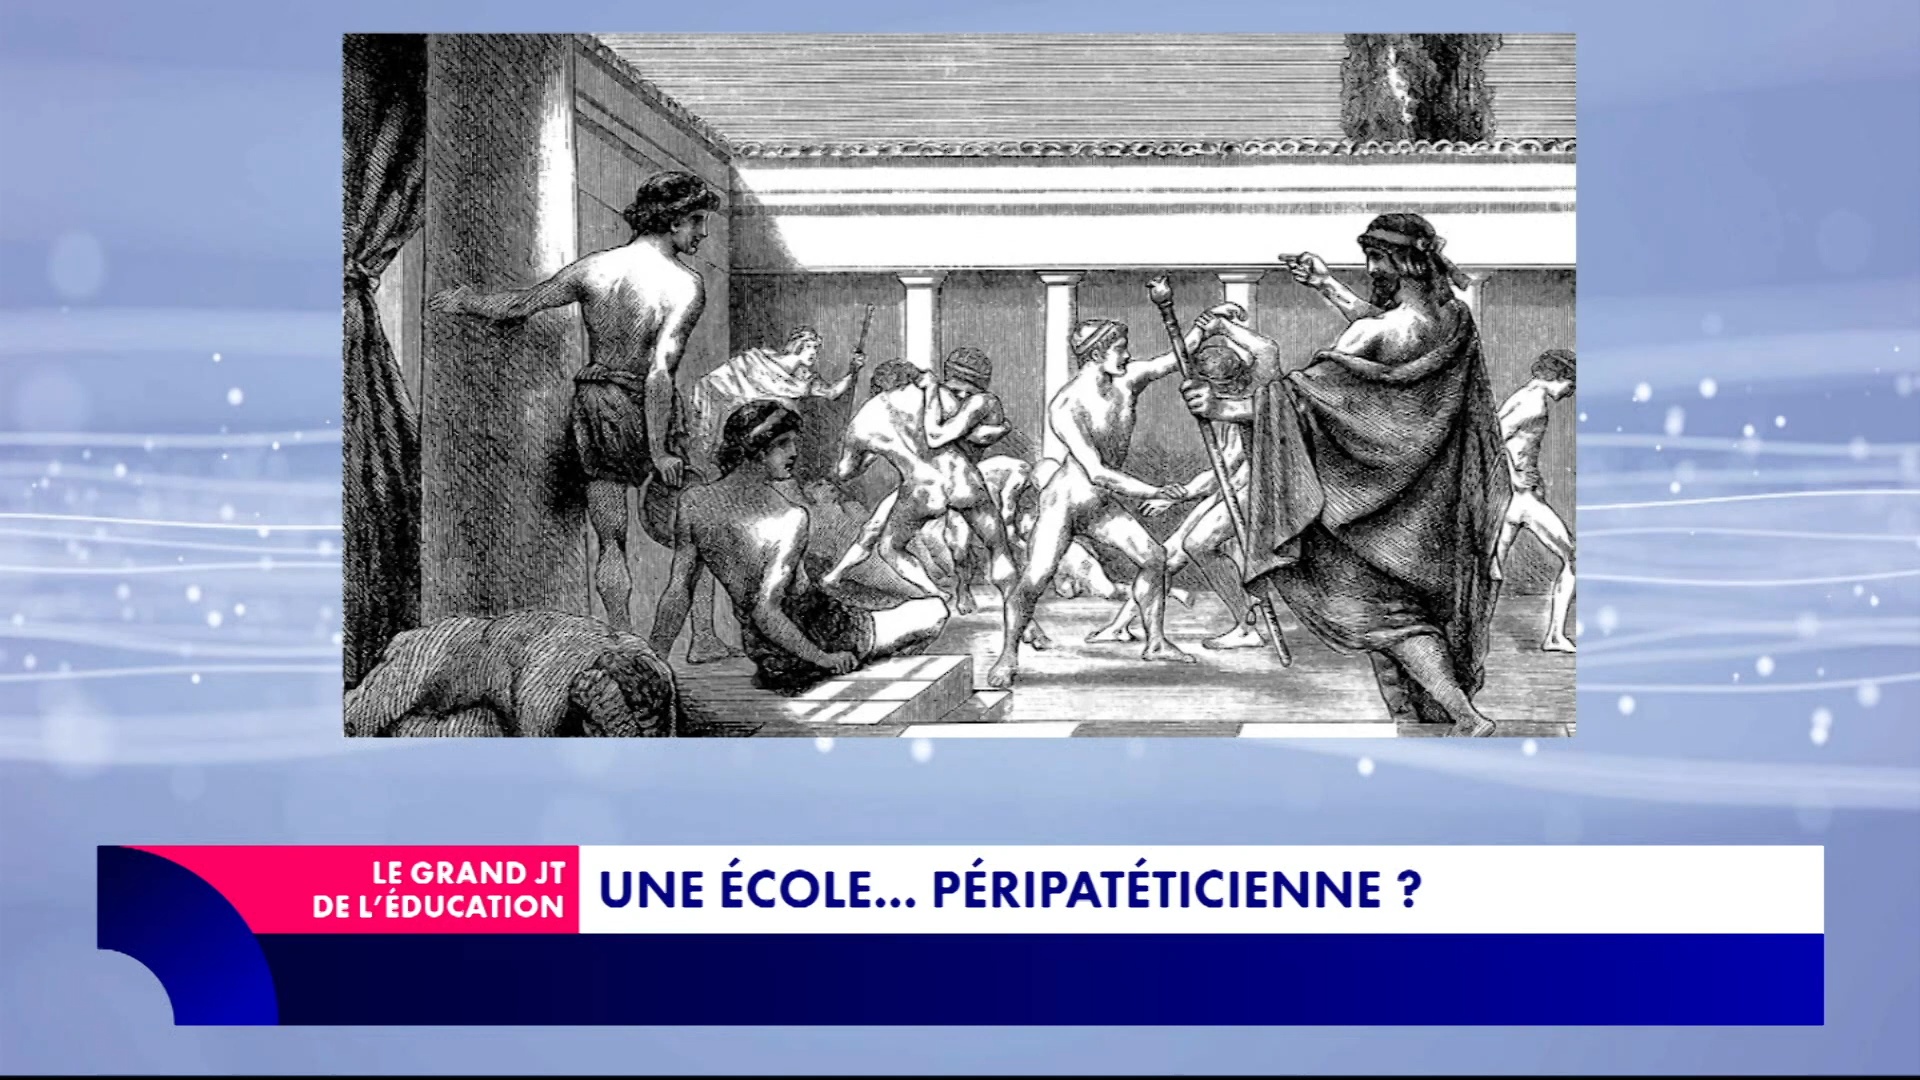 LE GRAND JT
DE L'ÉDUCATION
UNE ÉCOLE... PÉRIPATÉTICIENNE ?